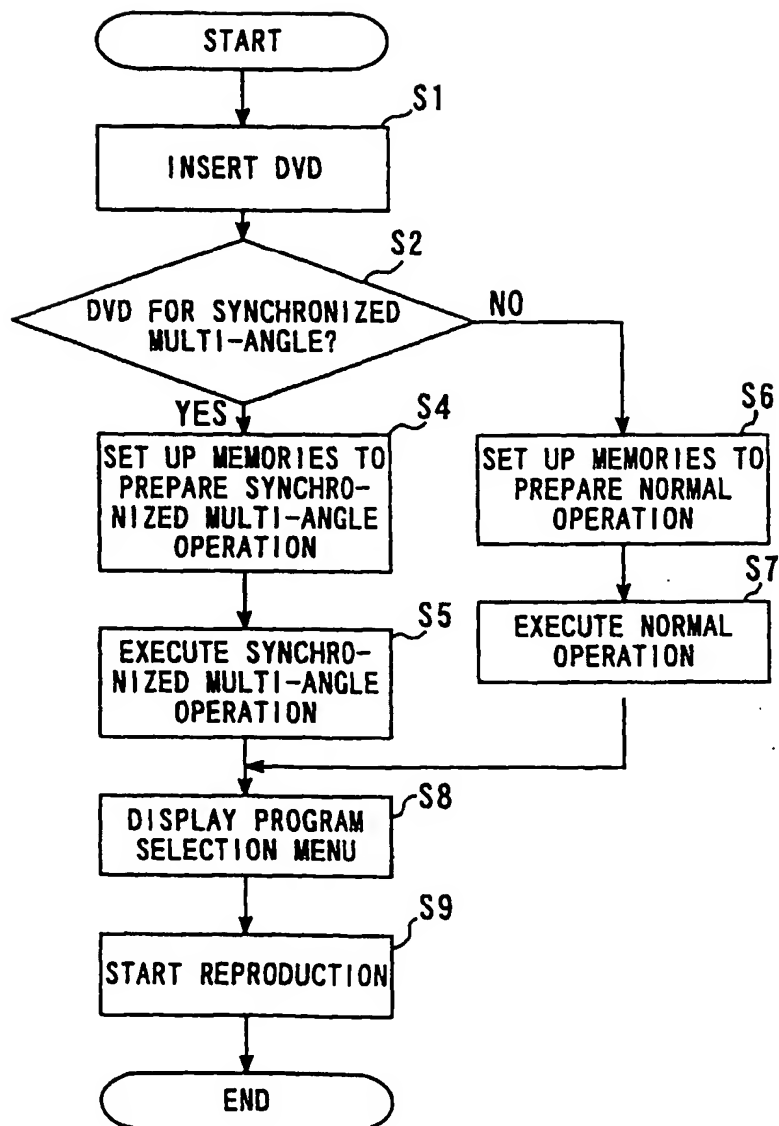 START
S1
INSERT DVD
S2
DVD FOR SYNCHRONIZED
MULTI-ANGLE?
NO
YES
S4
SET UP MEMORIES TO
PREPARE SYNCHRO-
NIZED MULTI-ANGLE
OPERATION
S6
SET UP MEMORIES TO
PREPARE NORMAL
OPERATION
S5
EXECUTE SYNCHRO-
NIZED MULTI-ANGLE
OPERATION
S7
EXECUTE NORMAL
OPERATION
S8
DISPLAY PROGRAM
SELECTION MENU
S9
START REPRODUCTION
END